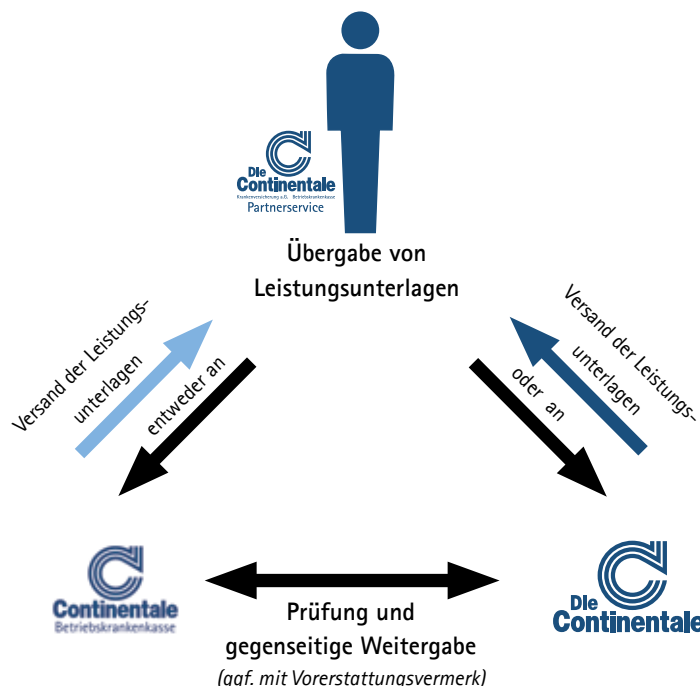 DIe
Continentale
Krankenversicherung a.G. Betriebskrankenkasse
Partnerservice
Übergabe von
Leistungsunterlagen
Versand der Leistungs-
unterlagen
entweder an
oder an
Versand der Leistungs-
unterlagen
Continentale
Betriebskrankenkasse
Prüfung und
gegenseitige Weitergabe
(ggf. mit Vorerstattungsvermerk)
DIe
Continentale